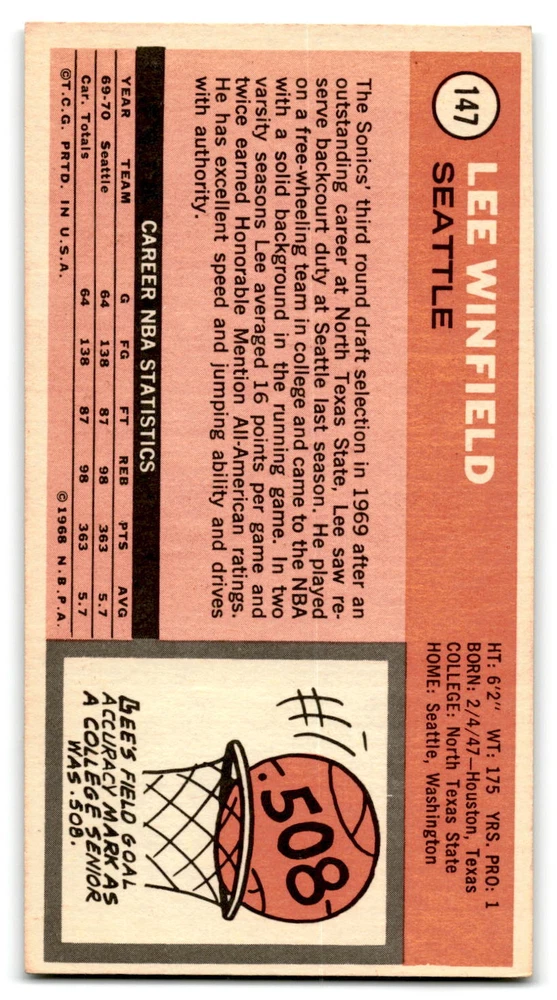 147
LEE WINFIELD
SEATTLE
HT: 6'2" WT: 175 YRS. PRO: 1
BORN: 2/4/47—Houston, Texas
COLLEGE: North Texas State
HOME: Seattle, Washington
The Sonics' third round draft selection in 1969 after an
outstanding career at North Texas State, Lee saw re-
serve backcourt duty at Seattle last season. He played
on a free-wheeling team in college and came to the NBA
with a solid background in the running game. In two
varsity seasons Lee averaged 16 points per game and
twice earned Honorable Mention All-American ratings.
He has excellent speed and jumping ability and drives
with authority.
CAREER NBA STATISTICS
YEAR TEAM G FG FT REB PTS AVG
69-70 Seattle 64 138 87 98 363 5.7
Car. Totals 64 138 87 98 363 5.7
©T.C.G. PRTD. IN U.S.A. ©1968 N.B.P.A.
.508
LEE'S FIELD GOAL
ACCURACY MARK AS
A COLLEGE SENIOR
WAS .508.